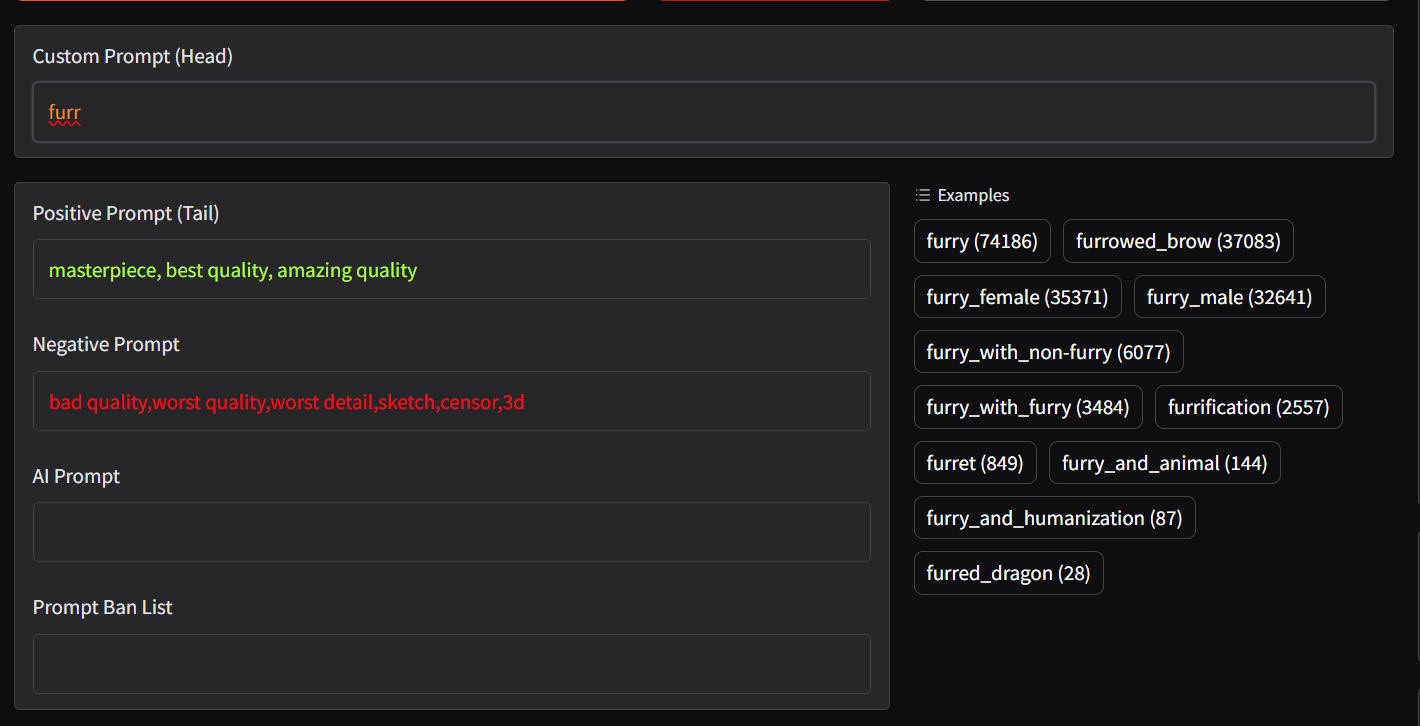 Custom Prompt (Head)
furr
Positive Prompt (Tail)
masterpiece, best quality, amazing quality
Negative Prompt
bad quality,worst quality,worst detail,sketch,censor,3d
AI Prompt
Prompt Ban List
Examples
furry (74186) furrowed_brow (37083)
furry_female (35371) furry_male (32641)
furry_with_non-furry (6077)
furry_with_furry (3484) furrification (2557)
furret (849) furry_and_animal (144)
furry_and_humanization (87)
furred_dragon (28)